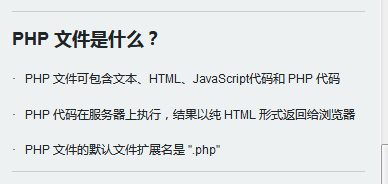 PHP 文件是什么？
· PHP 文件可包含文本、HTML、JavaScript代码和 PHP 代码
· PHP 代码在服务器上执行，结果以纯 HTML 形式返回给浏览器
· PHP 文件的默认文件扩展名是 ".php"